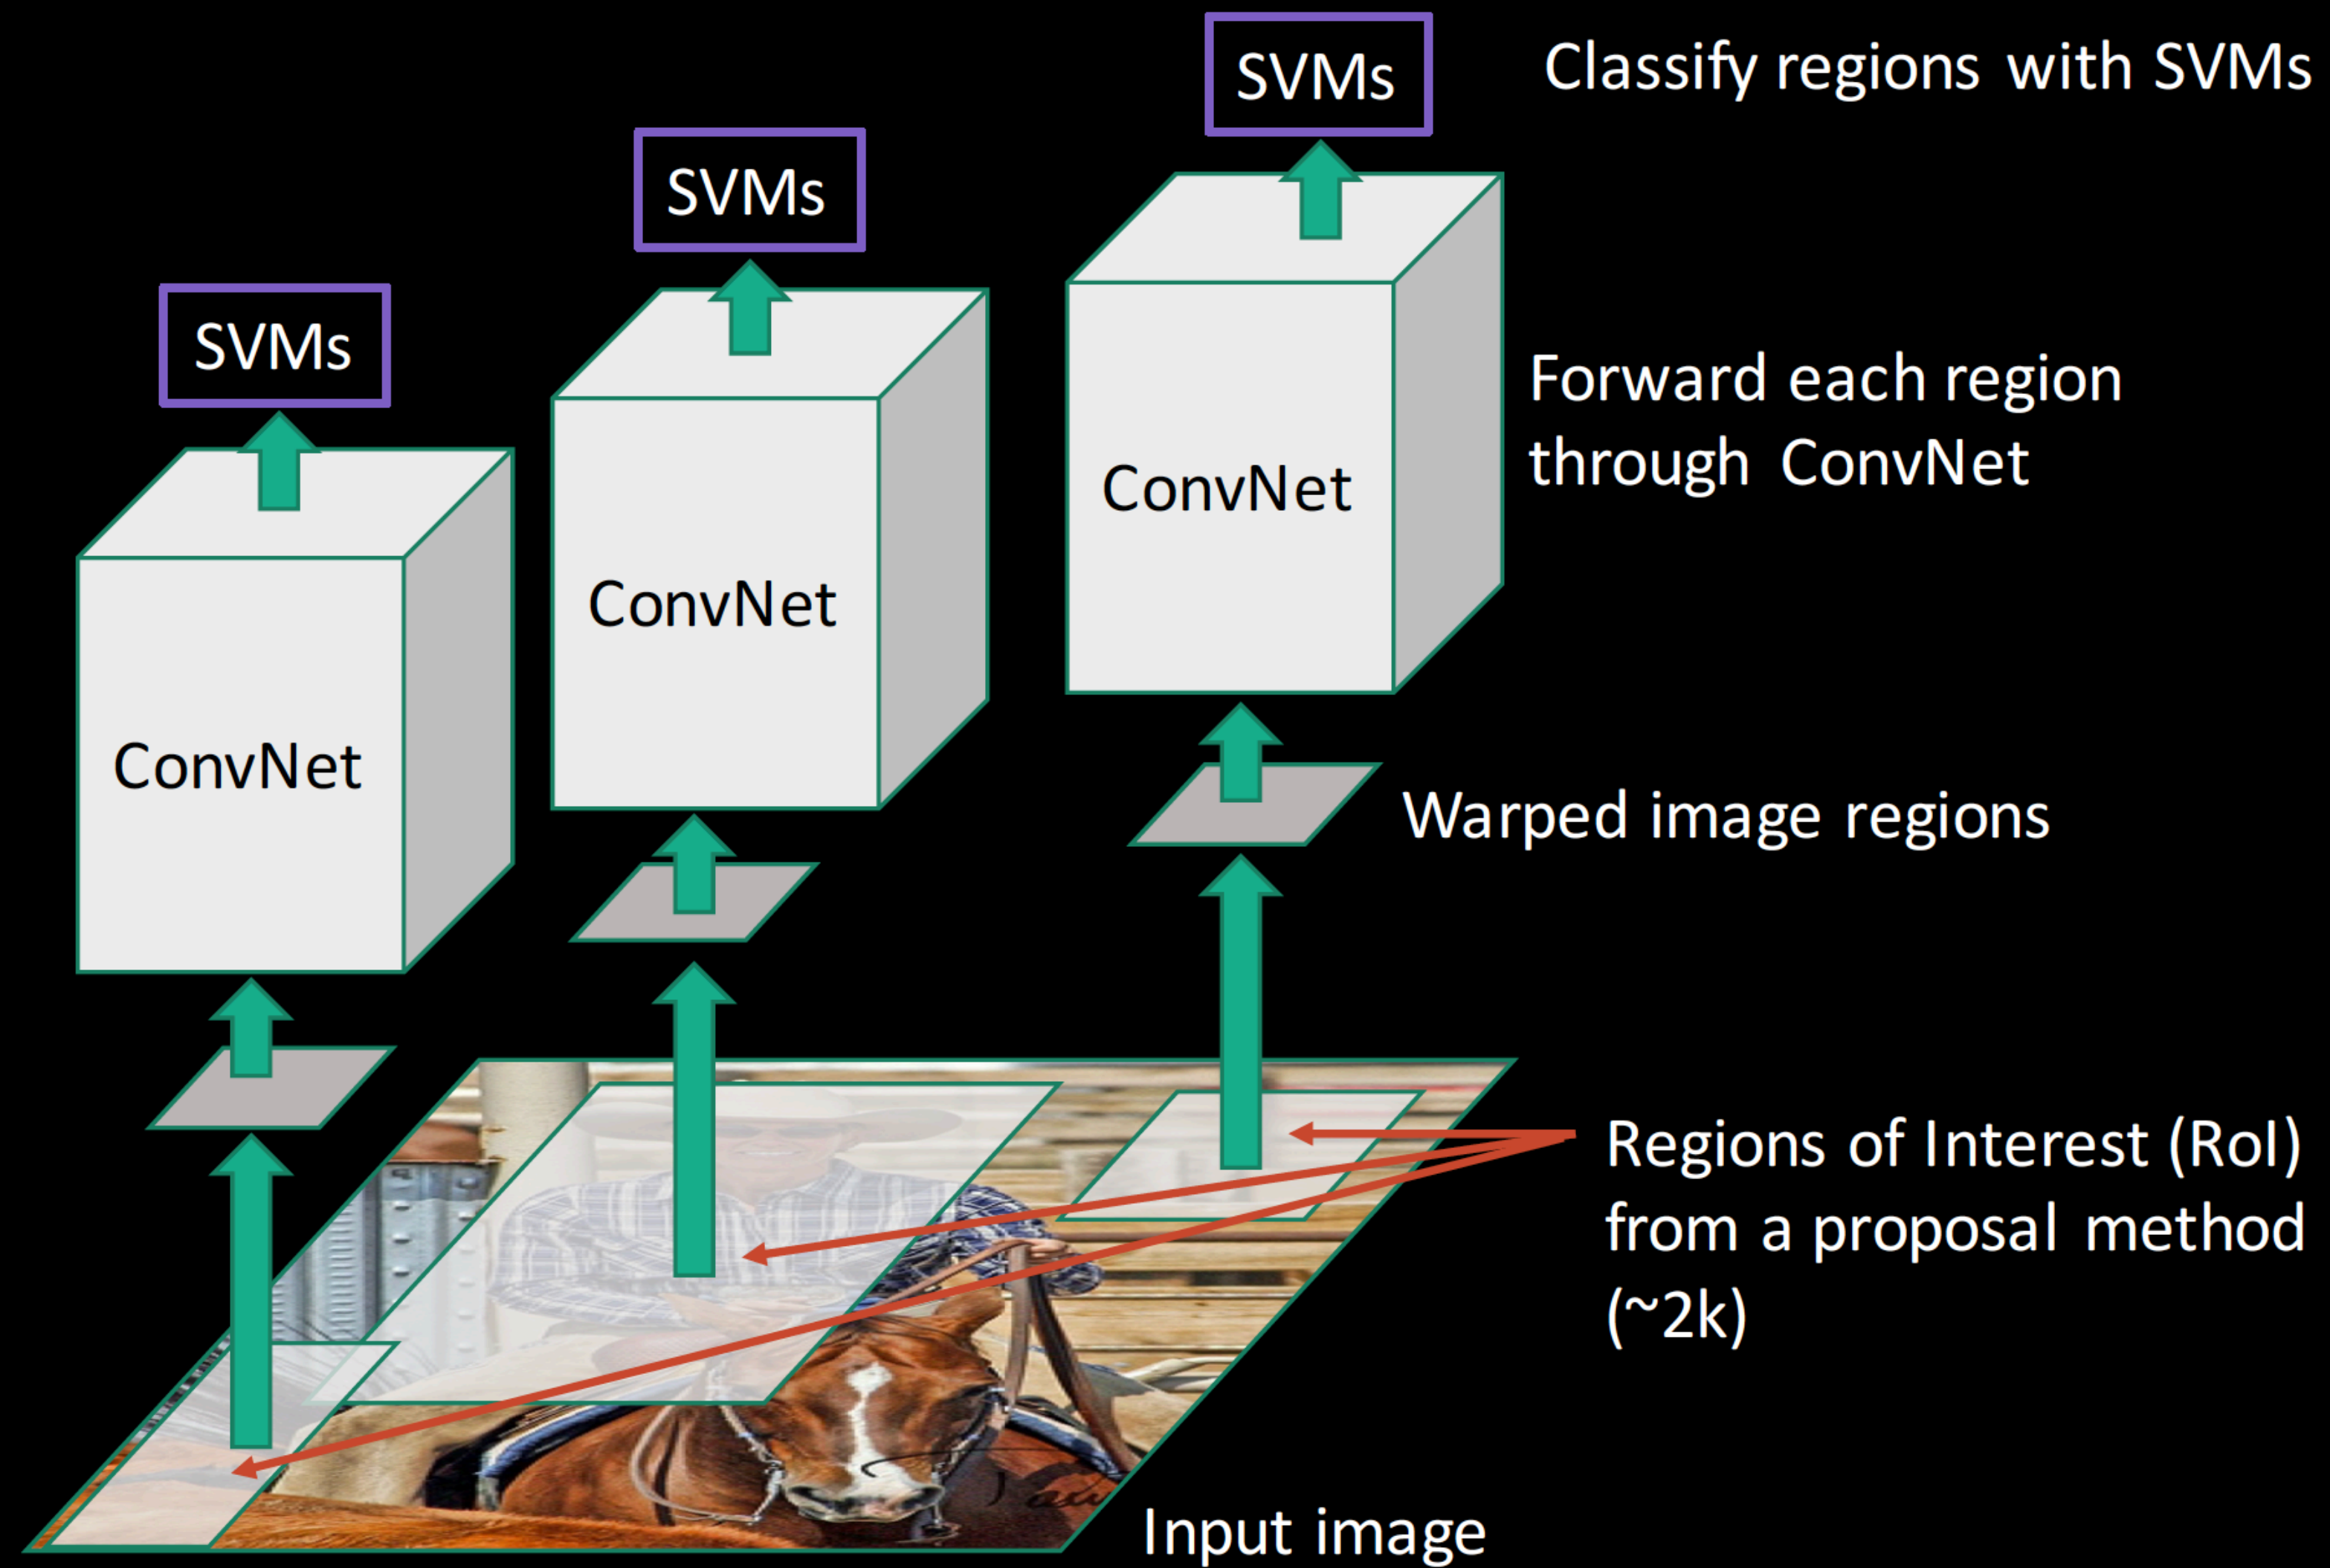 SVMs
Classify regions with SVMs
SVMs
SVMs
Forward each region
through ConvNet
ConvNet
ConvNet
ConvNet
Warped image regions
Regions of Interest (RoI)
from a proposal method
(~2k)
Input image